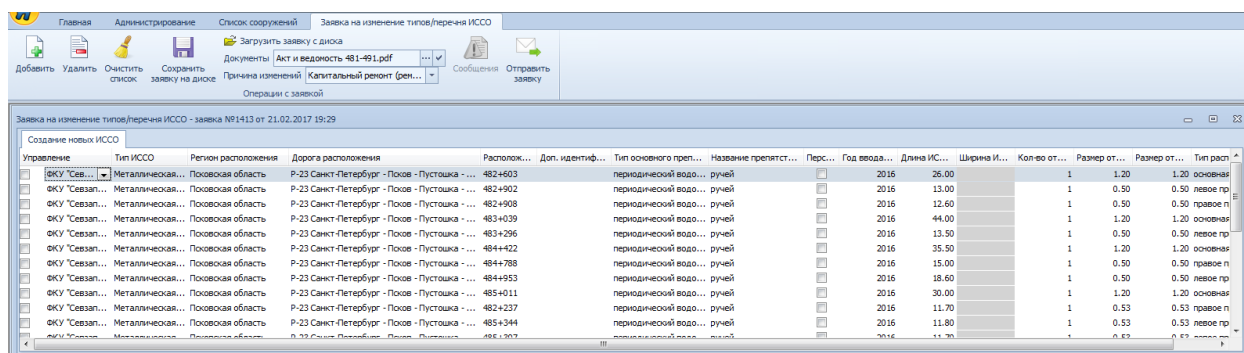 Главная Администрирование Список сооружений Заявка на изменение типов/перечня ИССО
Загрузить заявку с диска
Документы Акт и ведомость 481-491.pdf ...
Добавить Удалить Очистить список Сохранить заявку на диске Причина изменений Капитальный ремонт (рем... Сообщения Отправить заявку
Операции с заявкой
Заявка на изменение типов/перечня ИССО - заявка №1413 от 21.02.2017 19:29
Создание новых ИССО
Управление Тип ИССО Регион расположения Дорога расположения Располож... Доп. идентиф... Тип основного преп... Название препятст... Перс... Год ввода... Длина ИС... Ширина И... Кол-во от... Размер от... Размер от... Тип расп
ФКУ "Сев... Металлическая... Псковская область Р-23 Санкт-Петербург - Псков - Пустошка - ... 482+603 периодический водо... ручей 2016 26.00 1 1.20 1.20 основная
ФКУ "Севзап... Металлическая... Псковская область Р-23 Санкт-Петербург - Псков - Пустошка - ... 482+902 периодический водо... ручей 2016 13.00 1 0.50 0.50 левое пр
ФКУ "Севзап... Металлическая... Псковская область Р-23 Санкт-Петербург - Псков - Пустошка - ... 482+908 периодический водо... ручей 2016 12.60 1 0.50 0.50 правое п
ФКУ "Севзап... Металлическая... Псковская область Р-23 Санкт-Петербург - Псков - Пустошка - ... 483+039 периодический водо... ручей 2016 44.00 1 1.20 1.20 основная
ФКУ "Севзап... Металлическая... Псковская область Р-23 Санкт-Петербург - Псков - Пустошка - ... 483+296 периодический водо... ручей 2016 13.50 1 0.50 0.50 левое пр
ФКУ "Севзап... Металлическая... Псковская область Р-23 Санкт-Петербург - Псков - Пустошка - ... 484+422 периодический водо... ручей 2016 35.50 1 1.20 1.20 основная
ФКУ "Севзап... Металлическая... Псковская область Р-23 Санкт-Петербург - Псков - Пустошка - ... 484+788 периодический водо... ручей 2016 15.00 1 0.50 0.50 правое п
ФКУ "Севзап... Металлическая... Псковская область Р-23 Санкт-Петербург - Псков - Пустошка - ... 484+953 периодический водо... ручей 2016 18.60 1 0.50 0.50 левое пр
ФКУ "Севзап... Металлическая... Псковская область Р-23 Санкт-Петербург - Псков - Пустошка - ... 485+011 периодический водо... ручей 2016 30.00 1 1.20 1.20 основная
ФКУ "Севзап... Металлическая... Псковская область Р-23 Санкт-Петербург - Псков - Пустошка - ... 482+237 периодический водо... ручей 2016 11.70 1 0.53 0.53 правое п
ФКУ "Севзап... Металлическая... Псковская область Р-23 Санкт-Петербург - Псков - Пустошка - ... 485+344 периодический водо... ручей 2016 11.80 1 0.53 0.53 левое пр